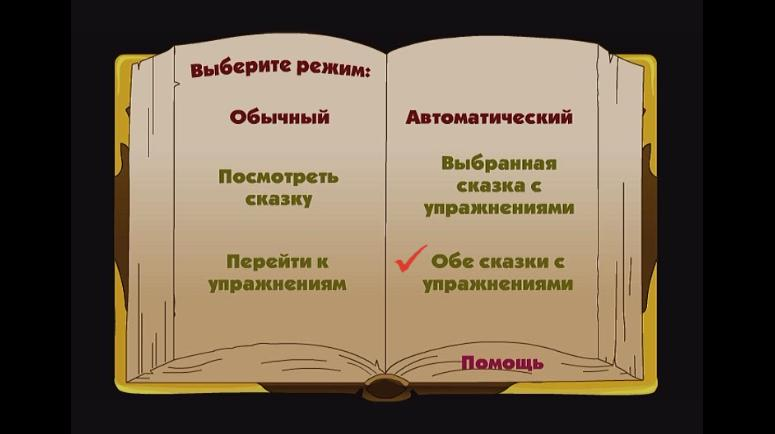 Выберите режим:
Обычный
Посмотреть
сказку
Перейти к
упражнениям
Автоматический
Выбранная
сказка с
упражнениями
Обе сказки с
упражнениями
Помощь